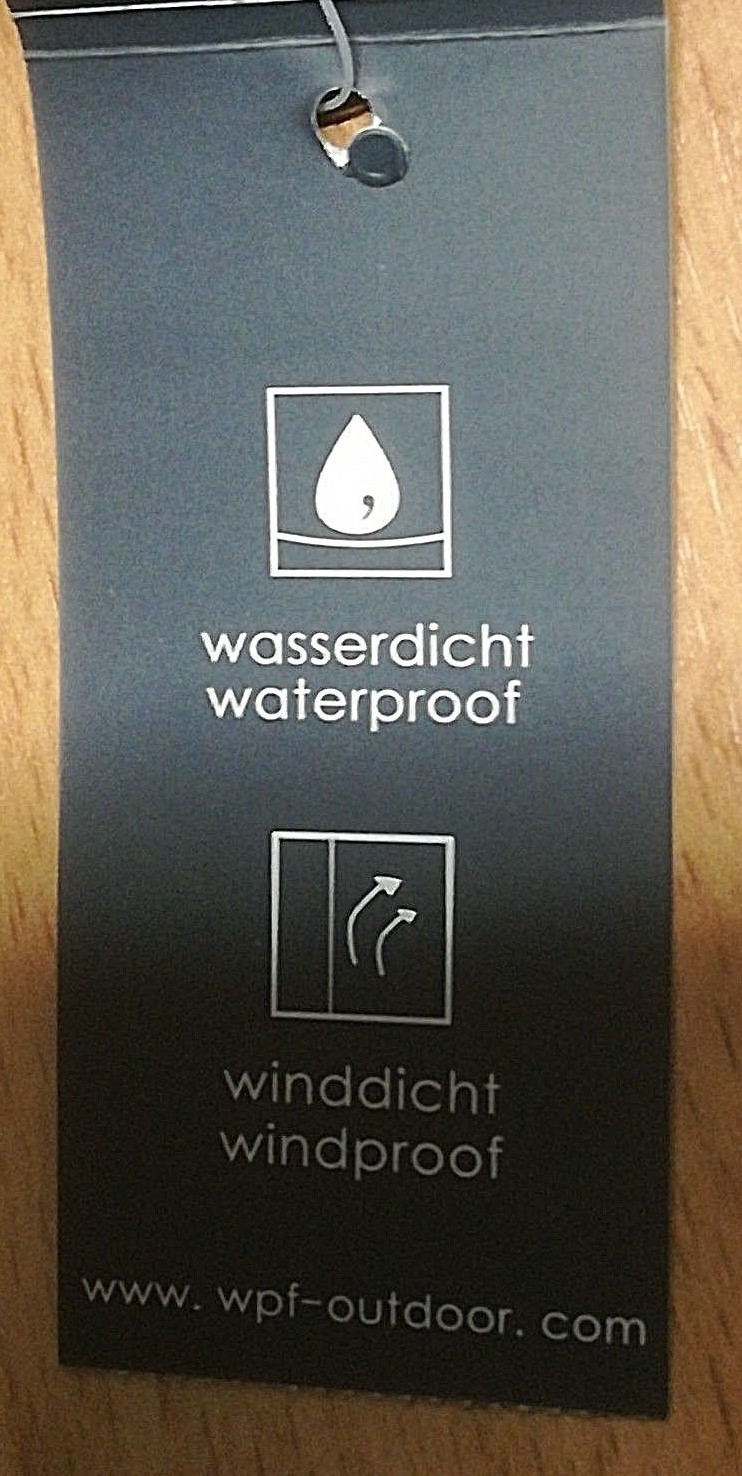 wasserdicht
waterproof
winddicht
windproof
www. wpf-outdoor. com